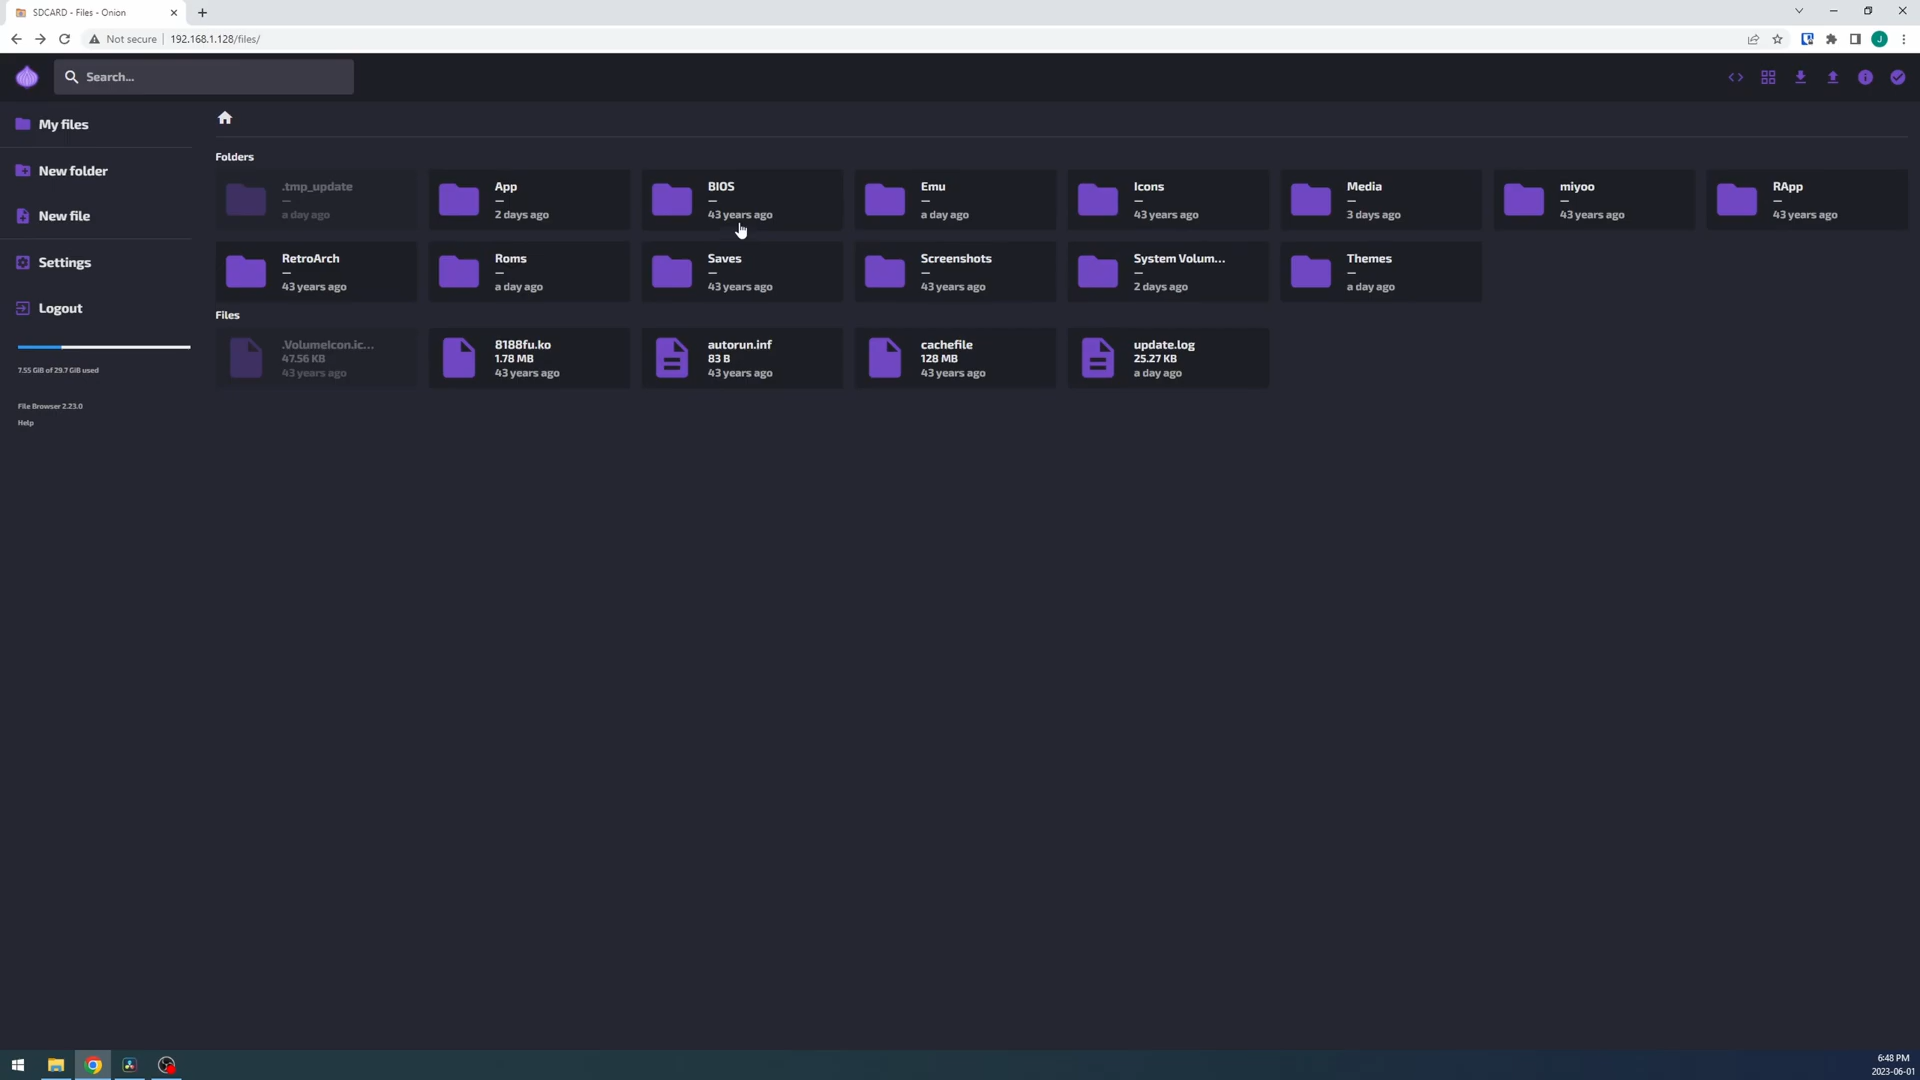 SDCARD - Files - Onion
Not secure
192.168.1.128/files/
J
Search...
My files
New folder
New file
Settings
Logout
7.55 GiB of 29.7 GiB used
File Browser 2.23.0
Help
Folders
.tmp_update
—
a day ago
App
—
2 days ago
BIOS
—
43 years ago
Emu
—
a day ago
Icons
—
43 years ago
Media
—
3 days ago
miyoo
—
43 years ago
RApp
—
43 years ago
RetroArch
—
43 years ago
Roms
—
a day ago
Saves
—
43 years ago
Screenshots
—
43 years ago
System Volum...
—
2 days ago
Themes
—
a day ago
Files
.VolumeIcon.ic...
47.56 KB
43 years ago
8188fu.ko
1.78 MB
43 years ago
autorun.inf
83 B
43 years ago
cachefile
128 MB
43 years ago
update.log
25.27 KB
a day ago
6:48 PM
2023-06-01